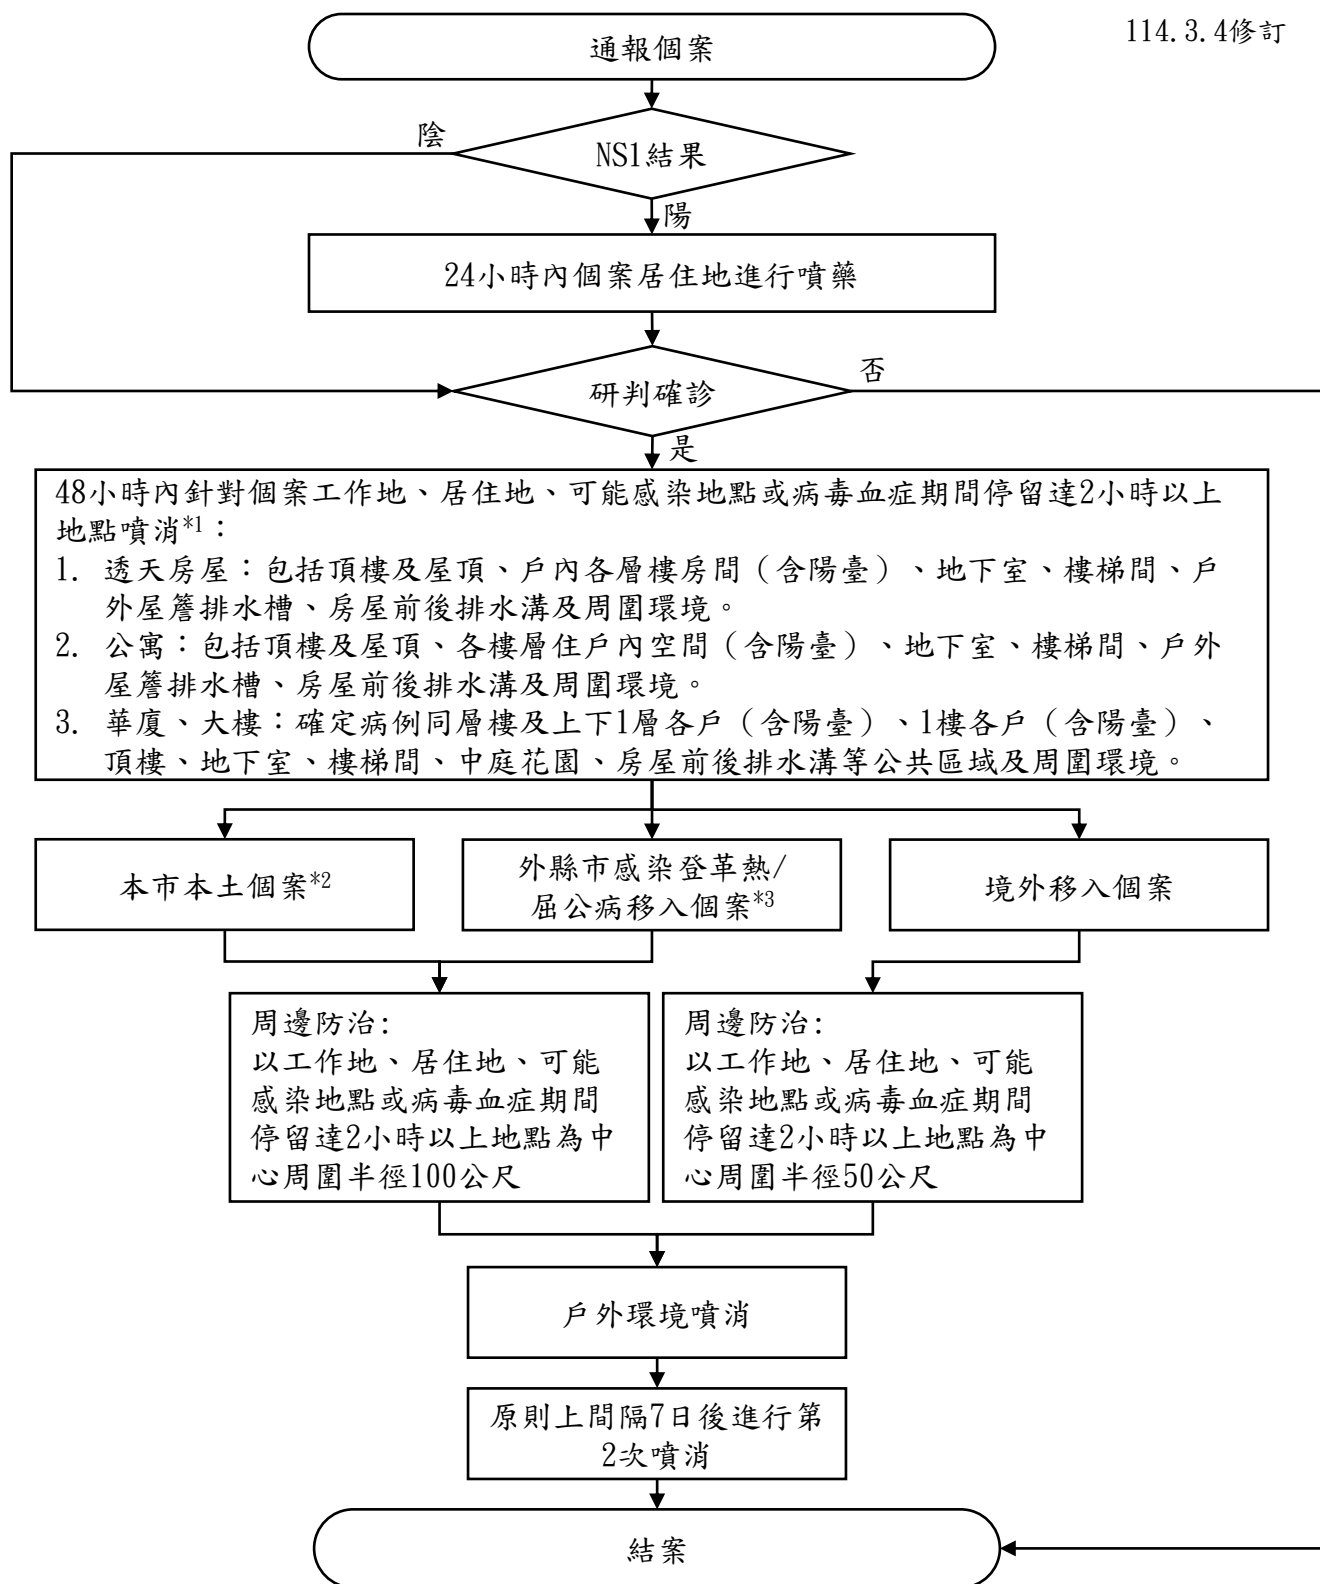 114.3.4修訂
通報個案
陰
NS1結果
陽
24小時內個案居住地進行噴藥
否
研判確診
是
48小時內針對個案工作地、居住地、可能感染地點或病毒血症期間停留達2小時以上
地點噴消*1：
1. 透天房屋：包括頂樓及屋頂、戶內各層樓房間（含陽臺）、地下室、樓梯間、戶
外屋簷排水槽、房屋前後排水溝及周圍環境。
2. 公寓：包括頂樓及屋頂、各樓層住戶內空間（含陽臺）、地下室、樓梯間、戶外
屋簷排水槽、房屋前後排水溝及周圍環境。
3. 華廈、大樓：確定病例同層樓及上下1層各戶（含陽臺）、1樓各戶（含陽臺）、
頂樓、地下室、樓梯間、中庭花園、房屋前後排水溝等公共區域及周圍環境。
本市本土個案*2
外縣市感染登革熱/
屈公病移入個案*3
境外移入個案
周邊防治:
以工作地、居住地、可能
感染地點或病毒血症期間
停留達2小時以上地點為中
心周圍半徑100公尺
周邊防治:
以工作地、居住地、可能
感染地點或病毒血症期間
停留達2小時以上地點為中
心周圍半徑50公尺
戶外環境噴消
原則上間隔7日後進行第
2次噴消
結案